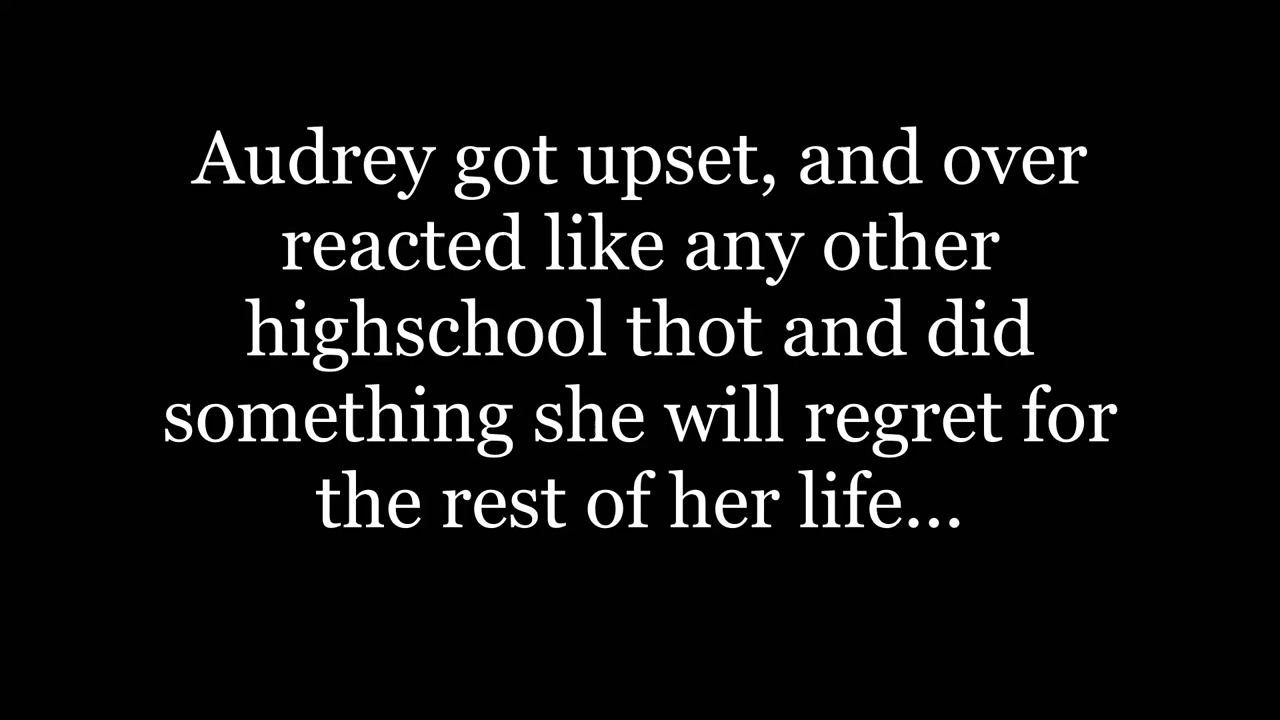 Audrey got upset, and over
reacted like any other
highschool thot and did
something she will regret for
the rest of her life...